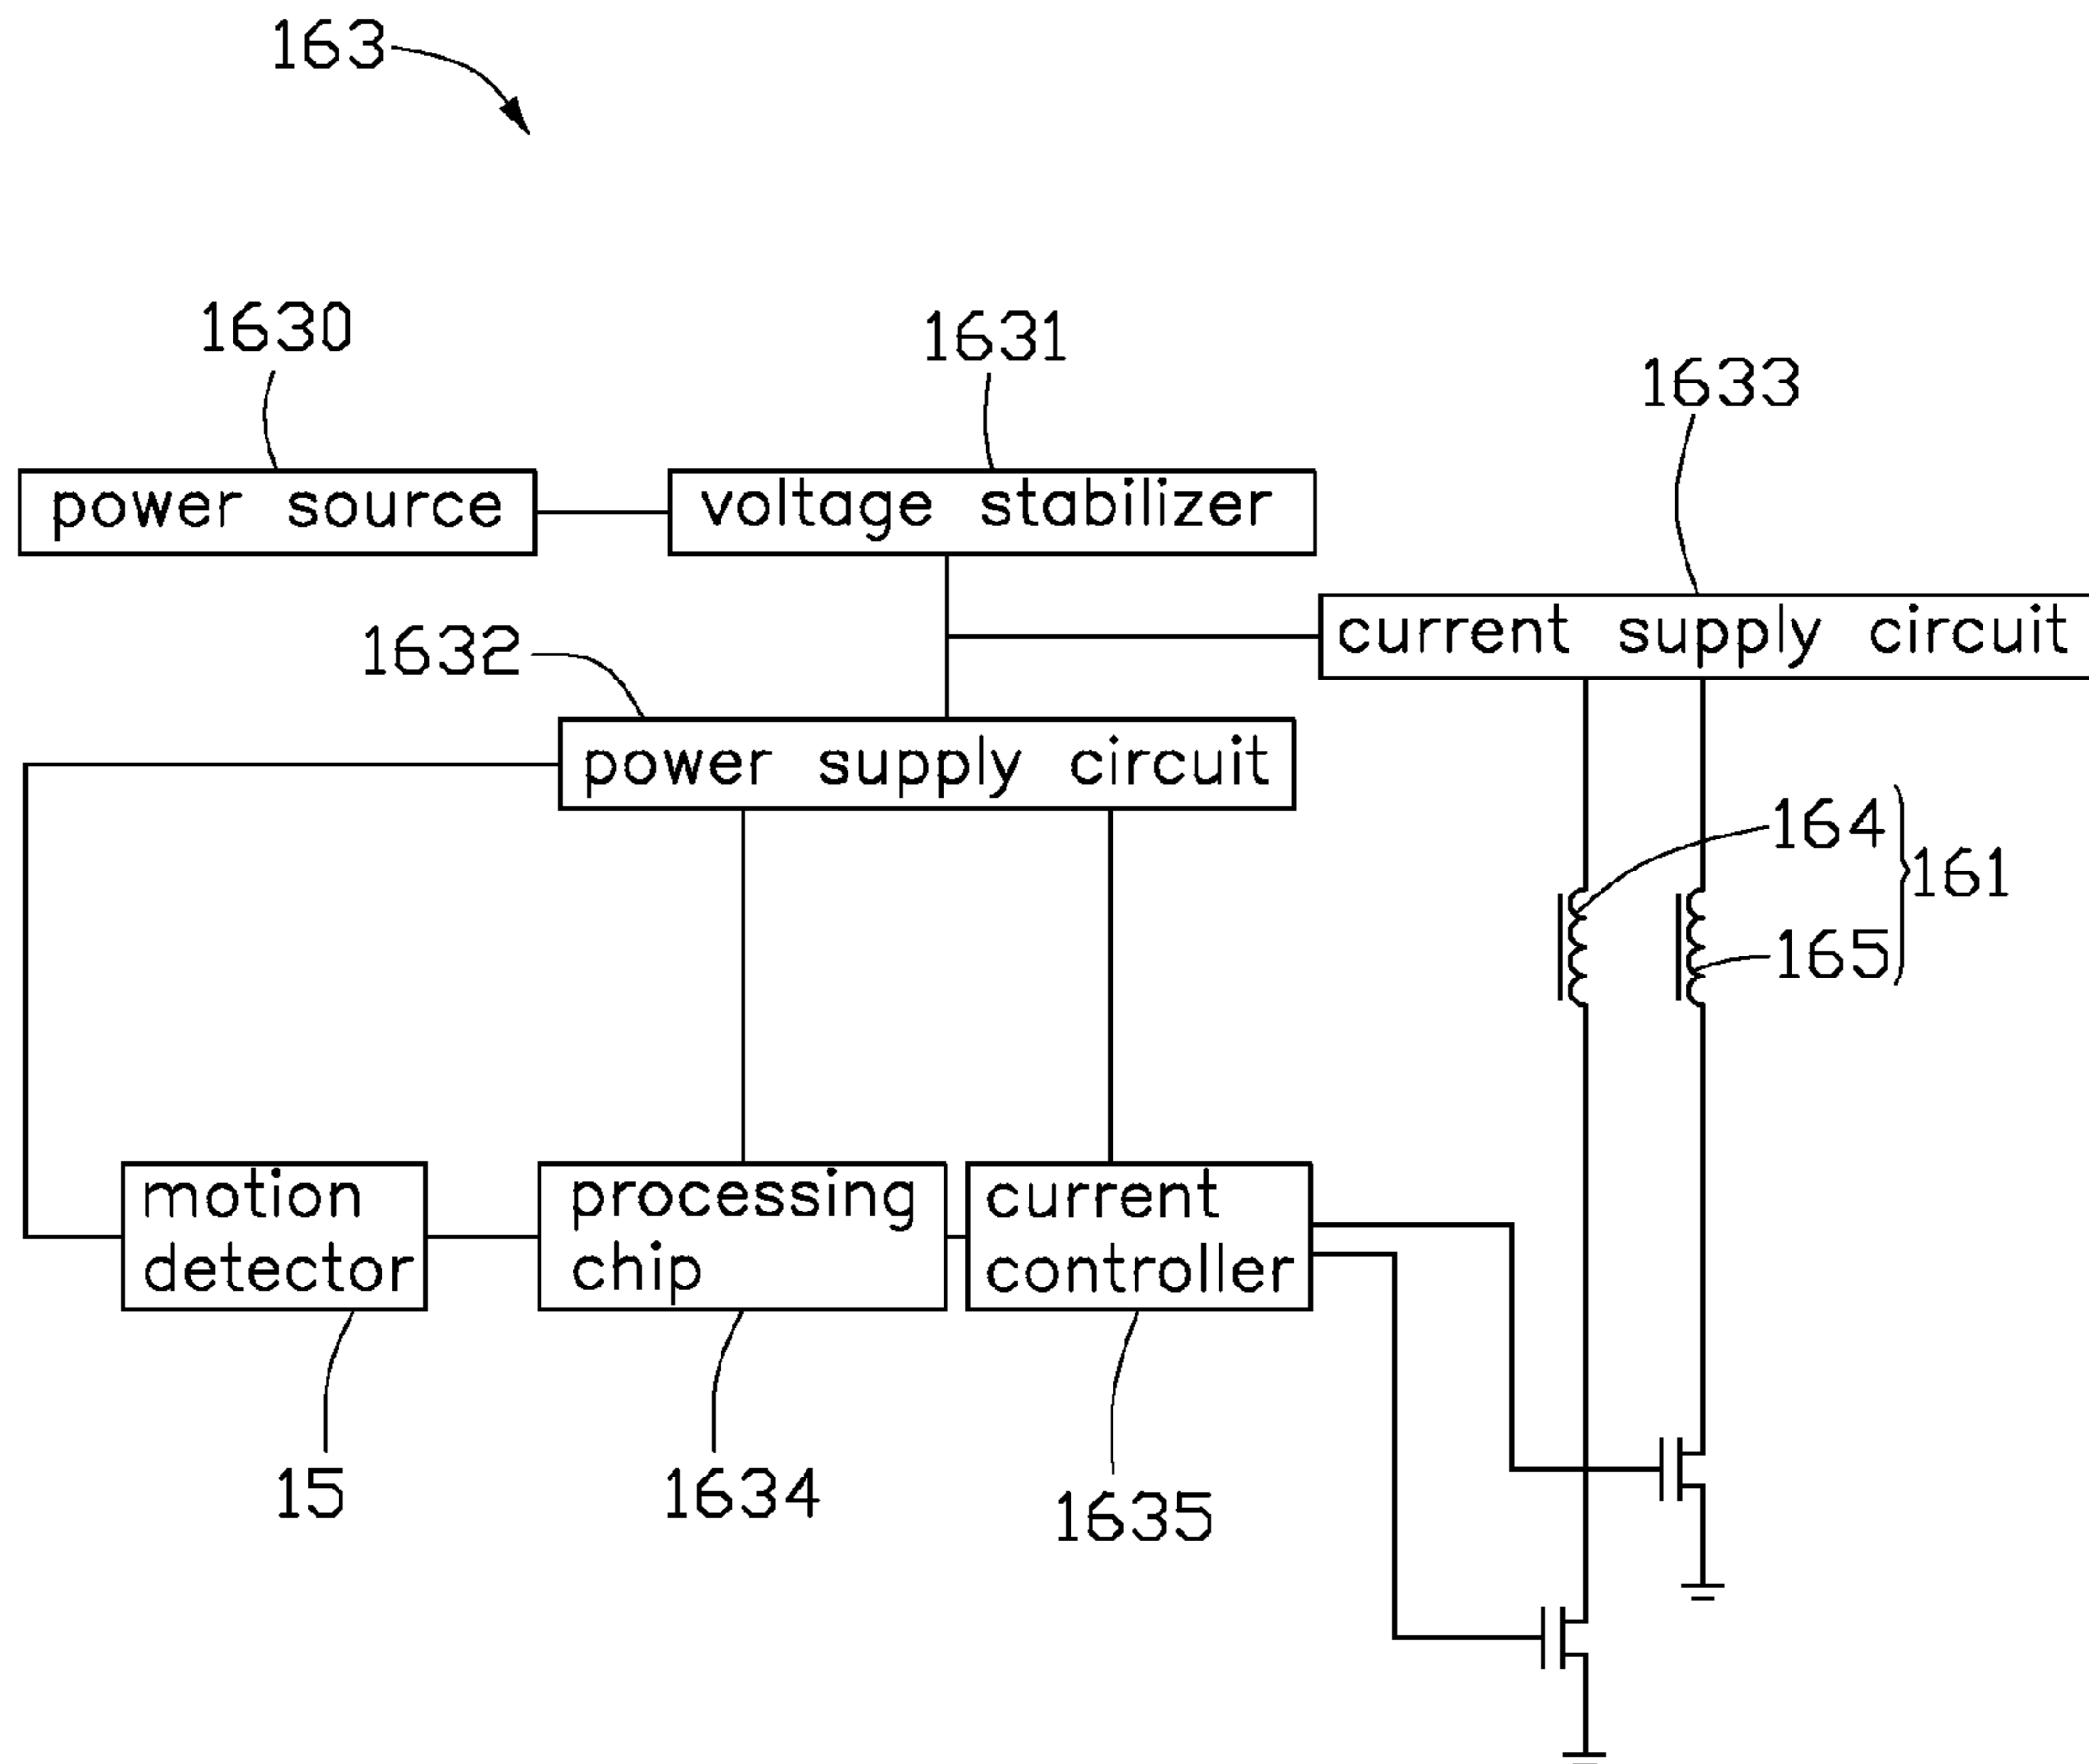 163
1630
1631
1633
power source
voltage stabilizer
1632
current supply circuit
power supply circuit
164
161
165
motion
detector
processing
chip
current
controller
15
1634
1635